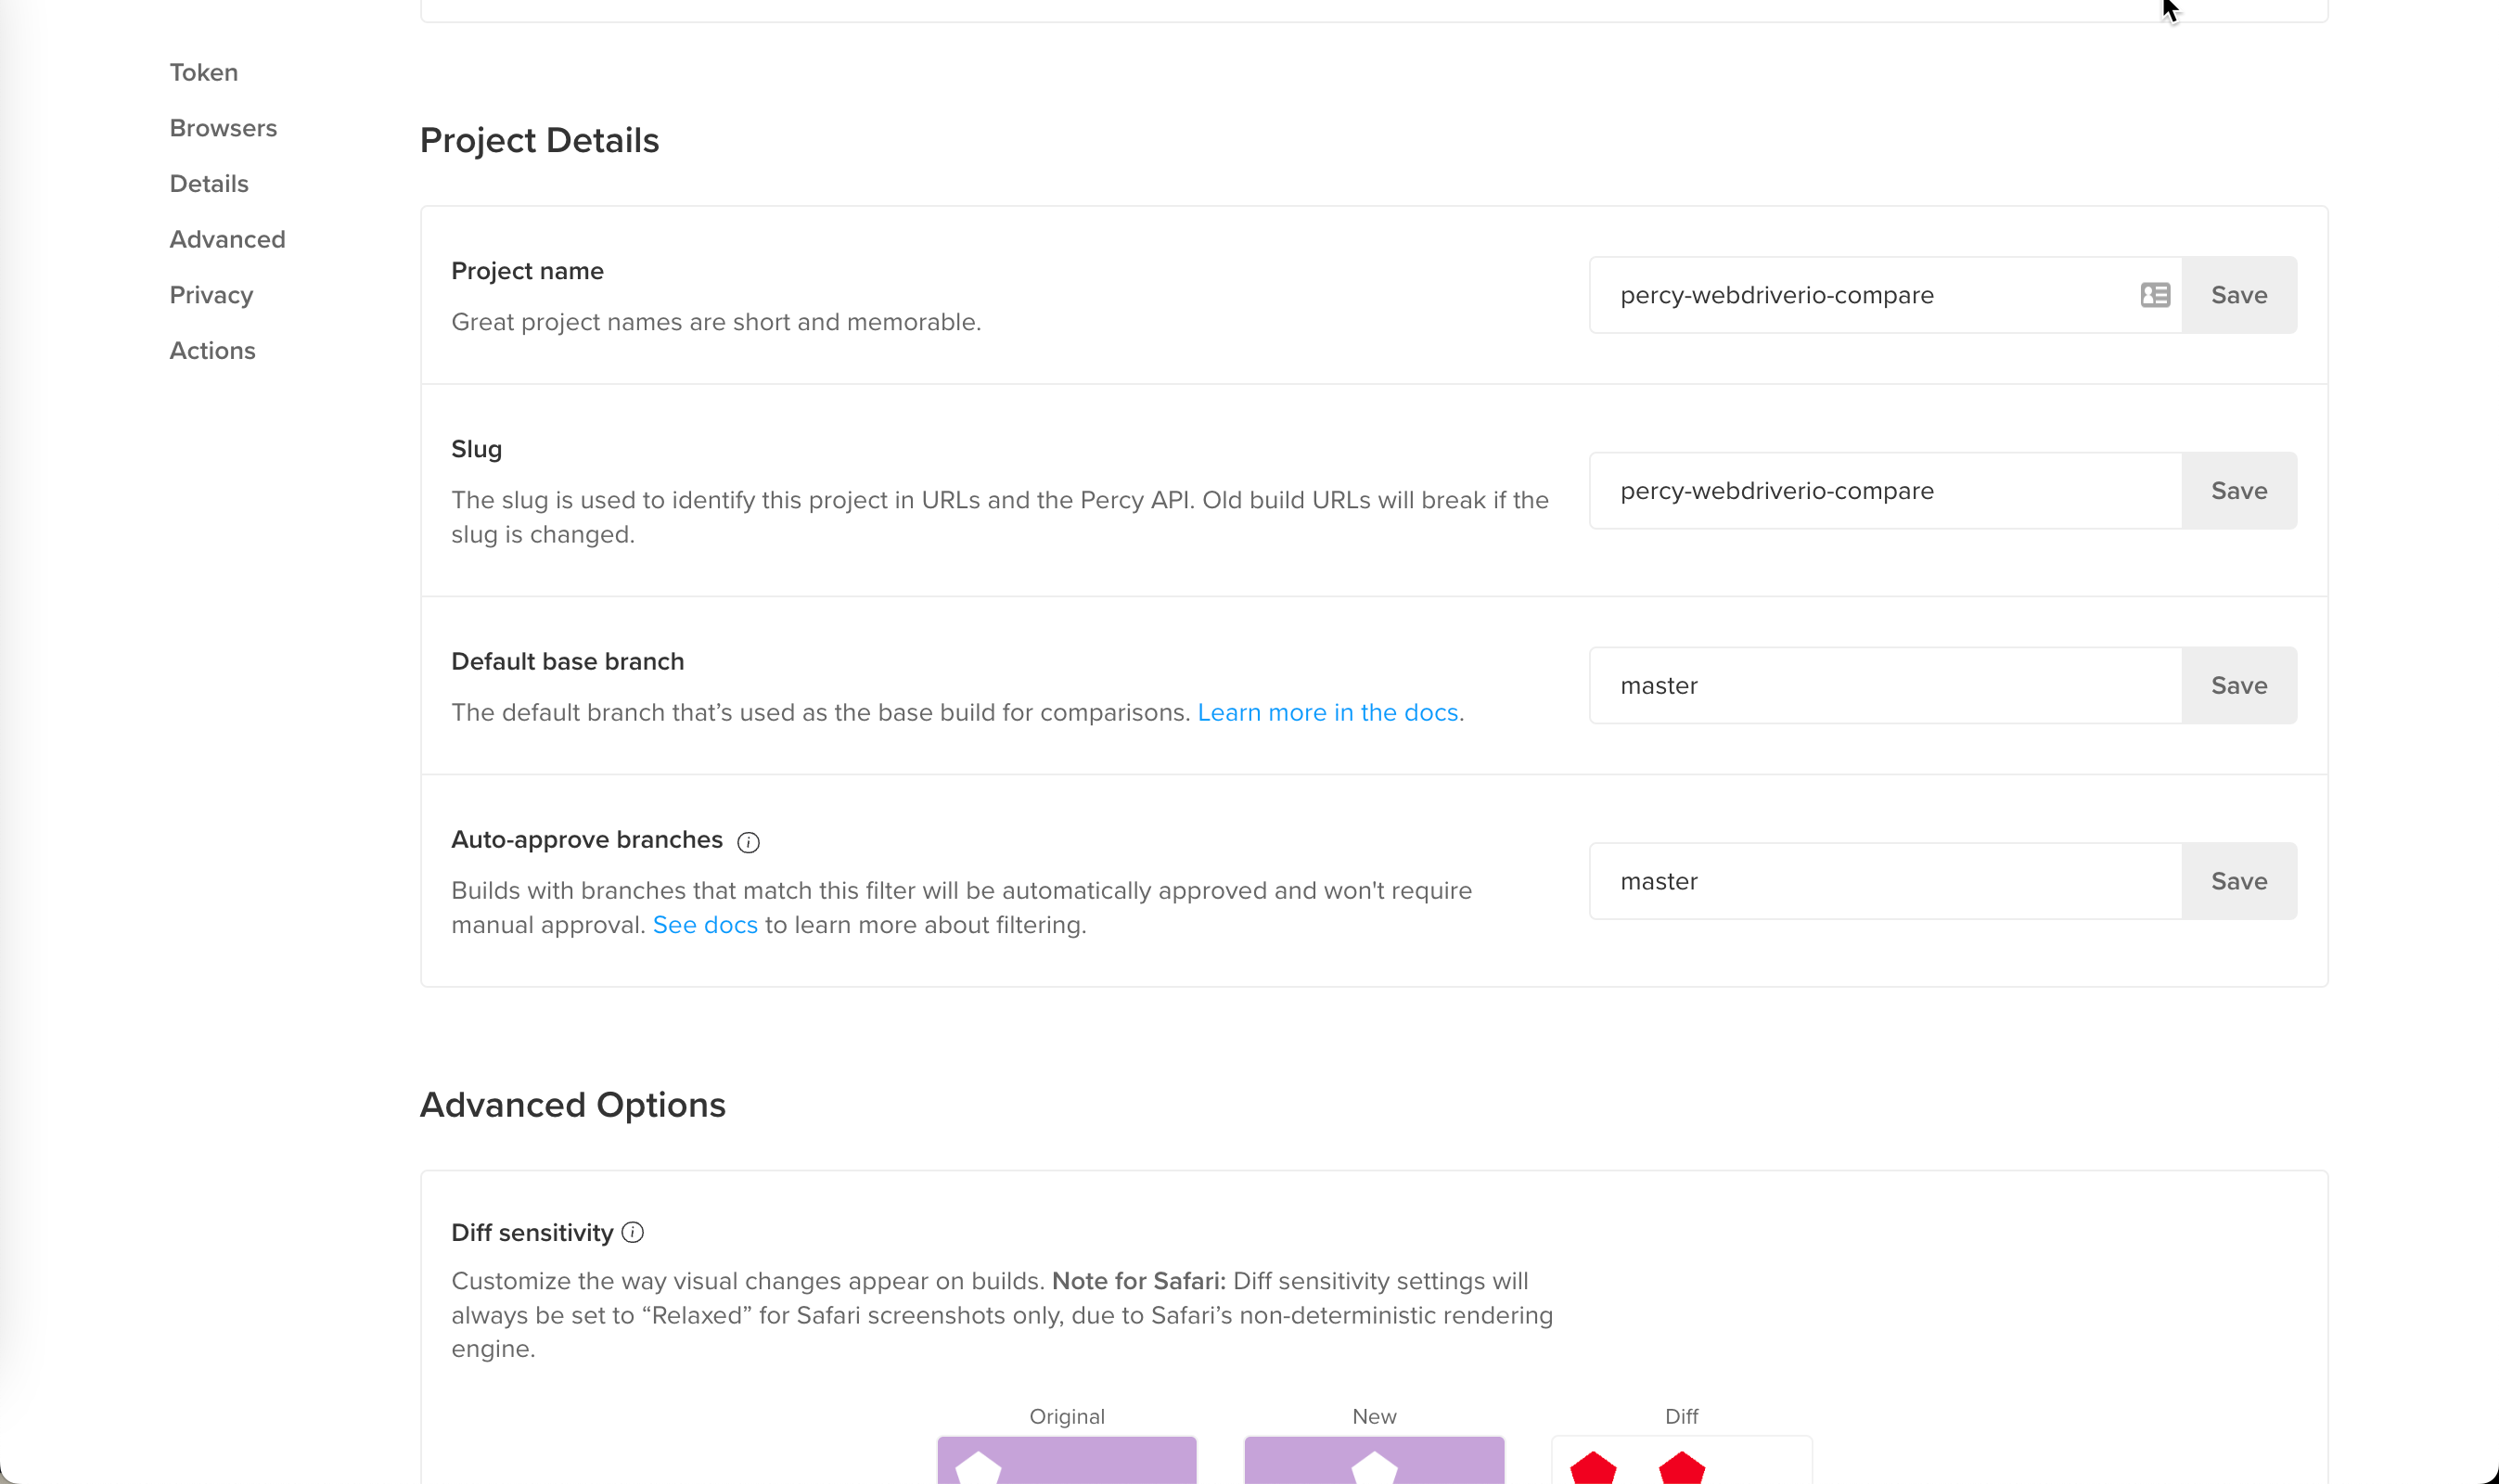 Token
Browsers
Details
Advanced
Privacy
Actions
Project Details
Project name
Great project names are short and memorable.
percy-webdriverio-compare
Save
Slug
The slug is used to identify this project in URLs and the Percy API. Old build URLs will break if the
slug is changed.
percy-webdriverio-compare
Save
Default base branch
The default branch that’s used as the base build for comparisons. Learn more in the docs.
master
Save
Auto-approve branches
Builds with branches that match this filter will be automatically approved and won't require
manual approval. See docs to learn more about filtering.
master
Save
Advanced Options
Diff sensitivity
Customize the way visual changes appear on builds. Note for Safari: Diff sensitivity settings will
always be set to “Relaxed” for Safari screenshots only, due to Safari’s non-deterministic rendering
engine.
Original
New
Diff